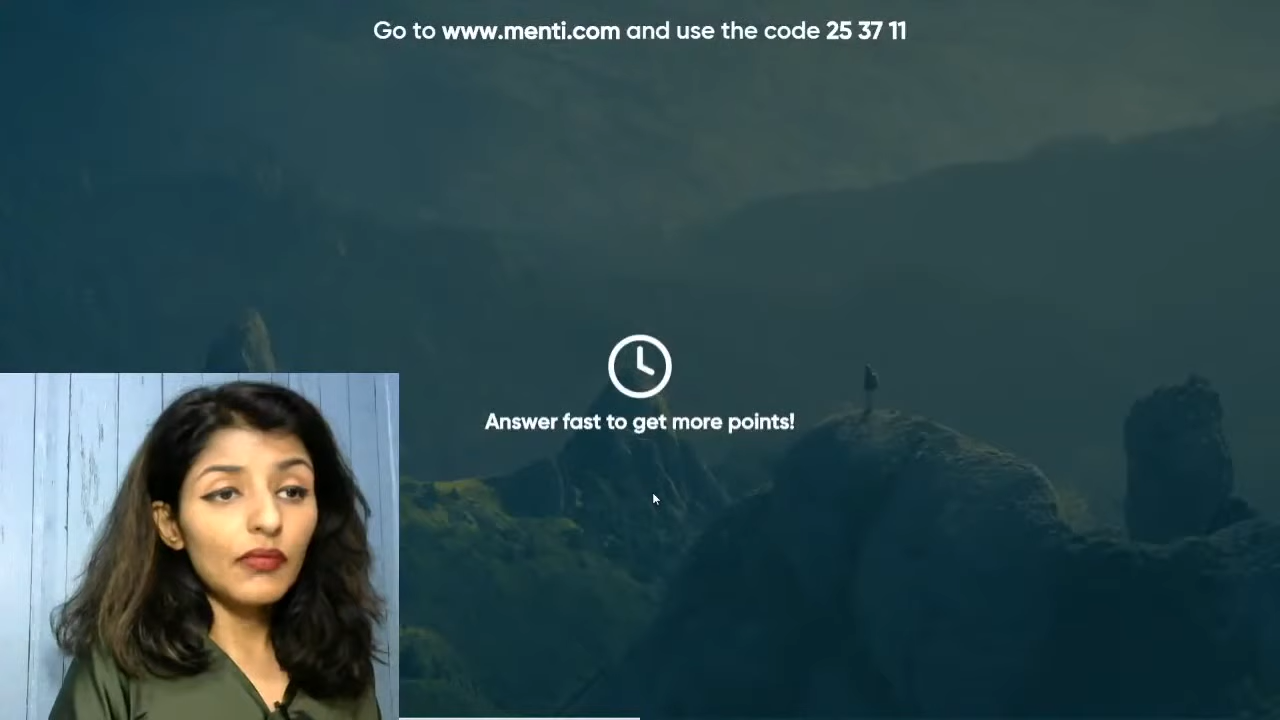 Go to www.menti.com and use the code 25 37 11
Answer fast to get more points!